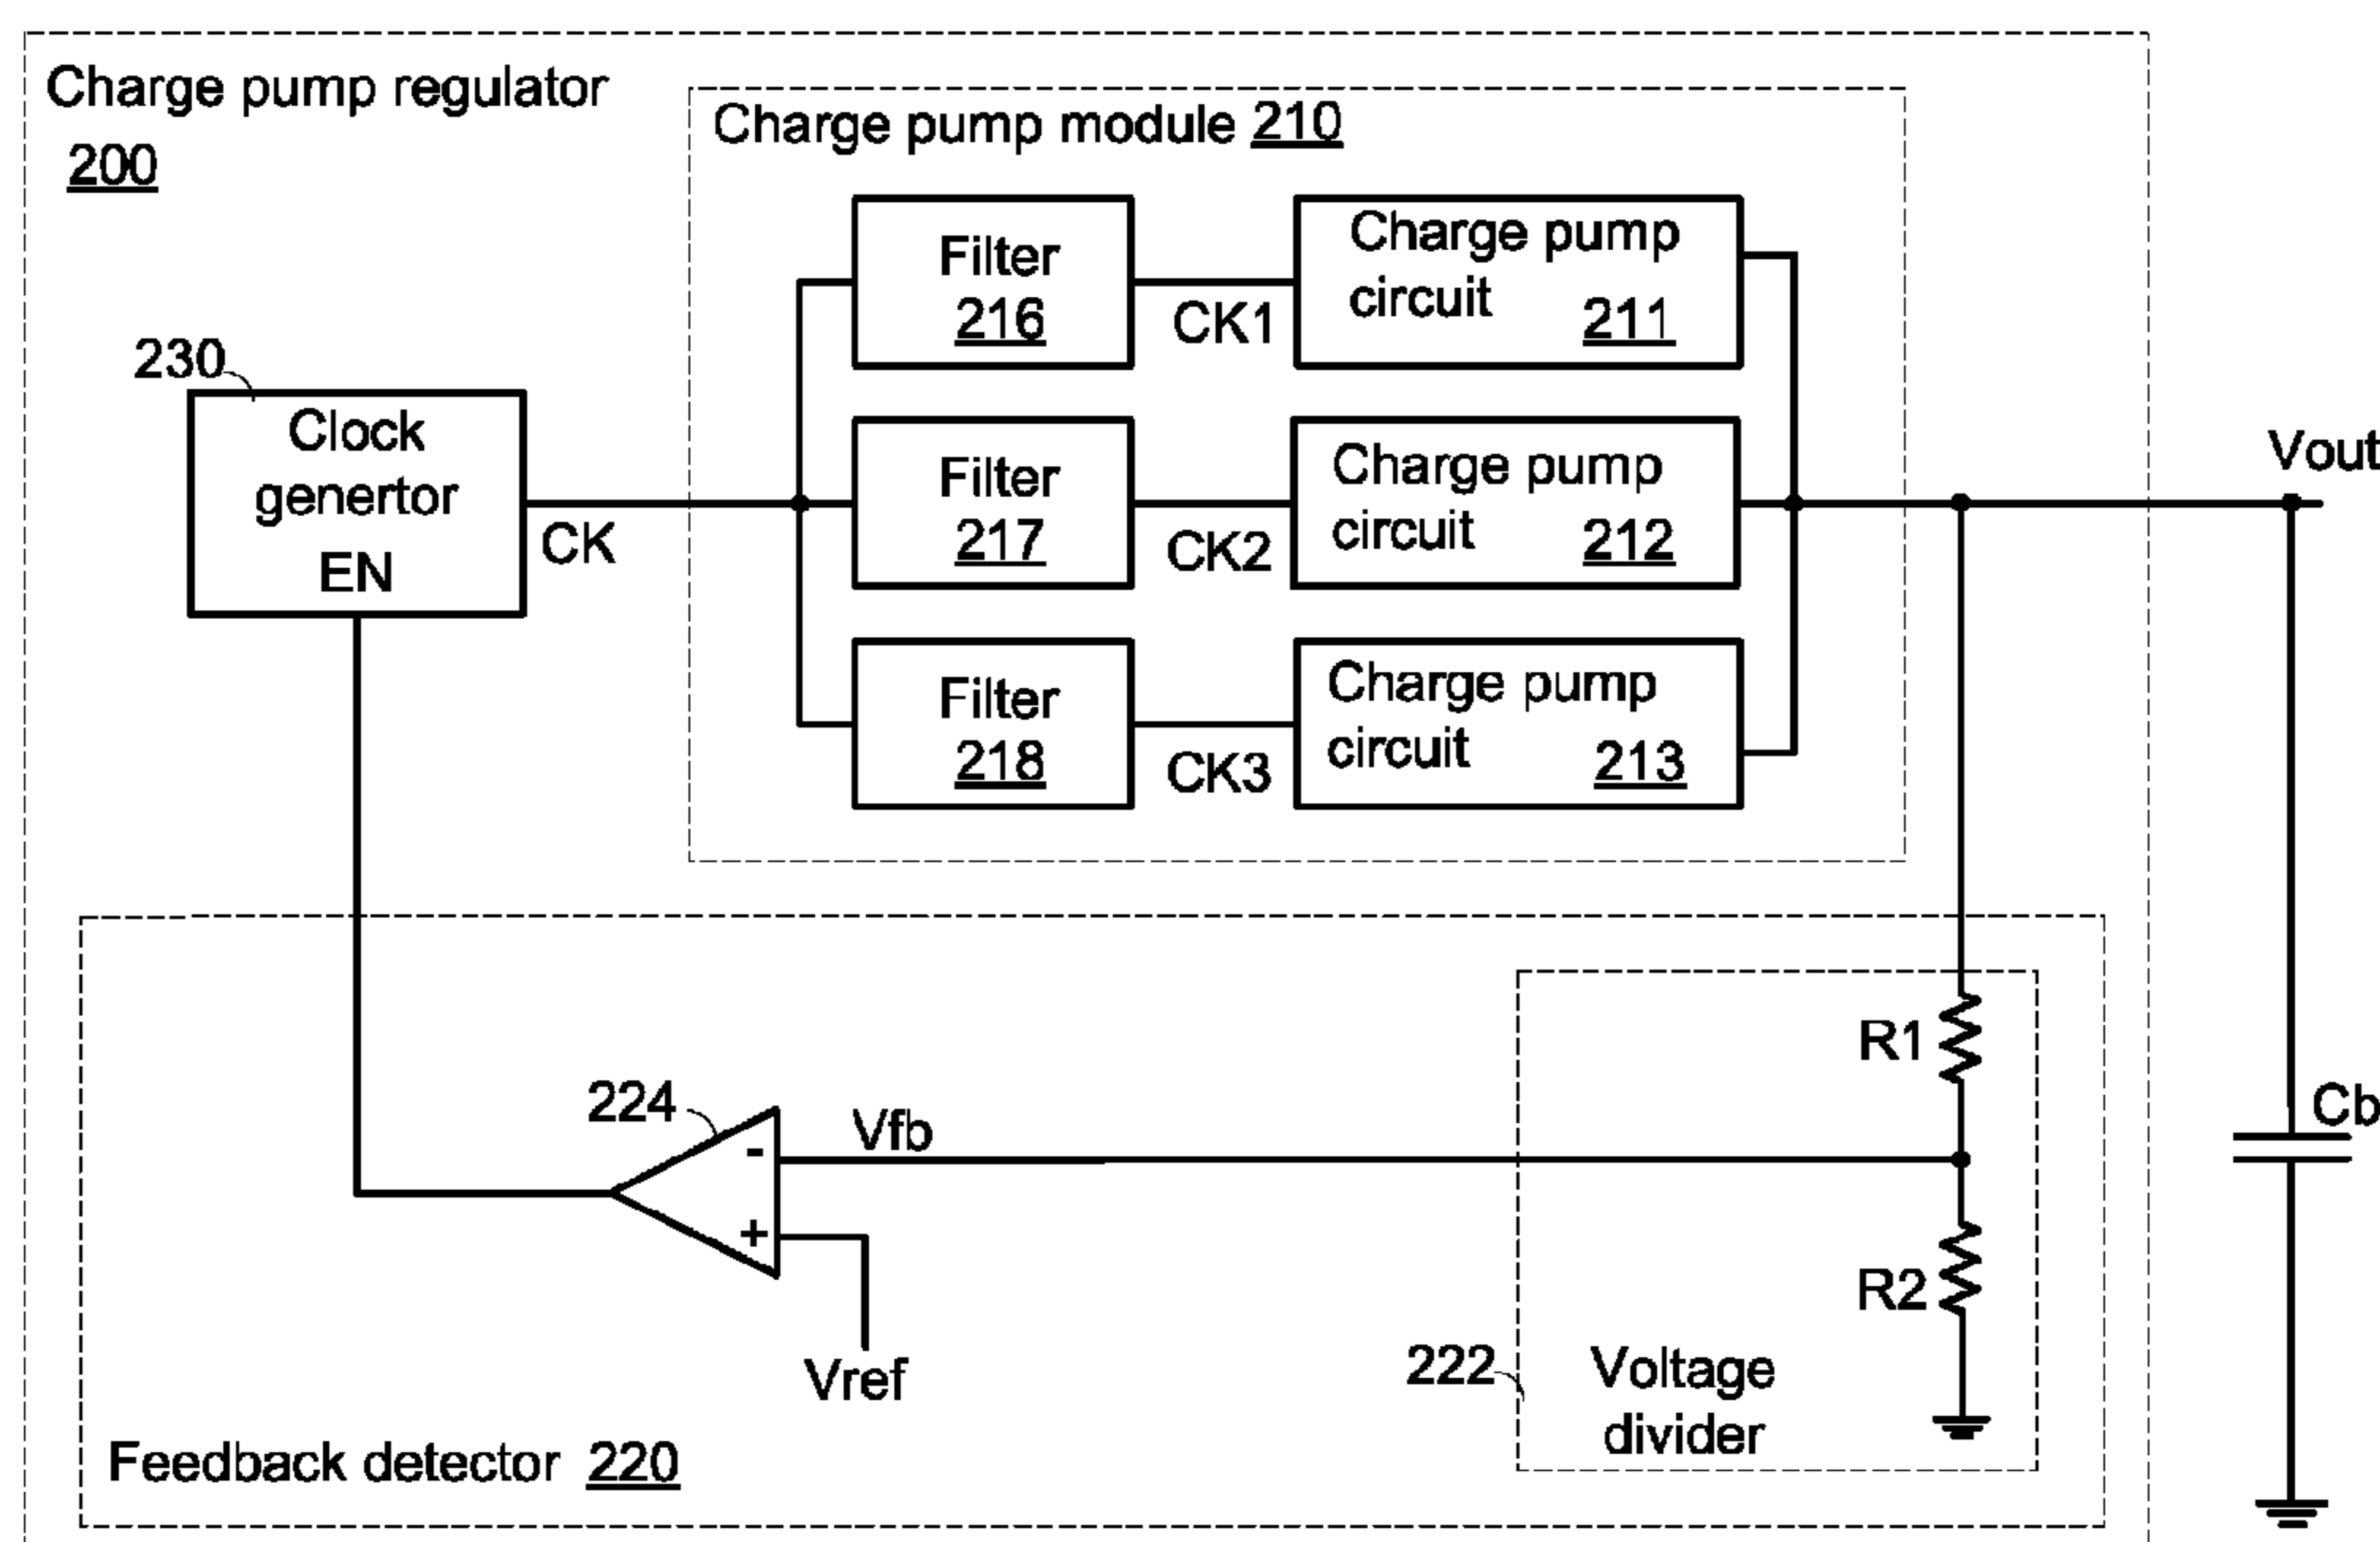 Charge pump regulator
200
Charge pump module 210
Filter
216
CK1
Charge pump
circuit 211
230
Clock
genertor
EN
CK
Filter
217
CK2
Charge pump
circuit 212
Vout
Filter
218
CK3
Charge pump
circuit 213
R1
224
-
+
Vfb
Vref
Cb
R2
222
Voltage
divider
Feedback detector 220